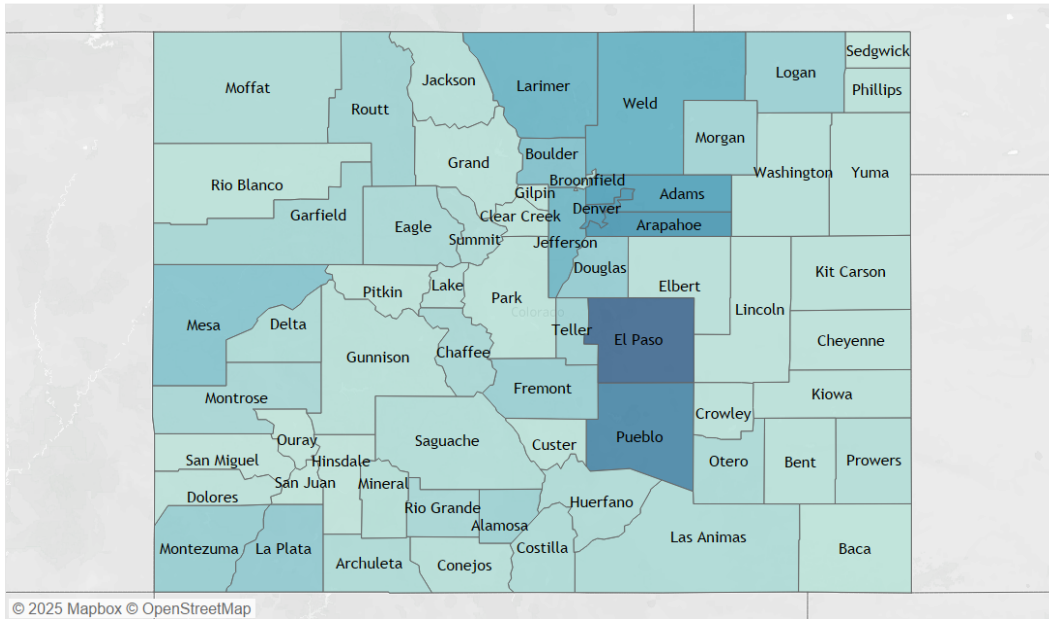 Sedgwick
Jackson
Logan
Larimer
Moffat
Phillips
Weld
Routt
Morgan
Boulder
Grand
Washington
Yuma
Broomfield
Rio Blanco
Gilpin
Adams
Denver
Garfield
Clear Creek
Eagle
Arapahoe
Summit
Jefferson
Douglas
Kit Carson
Lake
Elbert
Pitkin
Park
Lincoln
Colorado
Mesa
Delta
Teller
El Paso
Cheyenne
Chaffee
Gunnison
Fremont
Kiowa
Montrose
Crowley
Pueblo
Ouray
Saguache
Custer
San Miguel
Hinsdale
Otero
Bent
Prowers
San Juan
Mineral
Dolores
Huerfano
Rio Grande
Alamosa
Las Animas
Montezuma
La Plata
Costilla
Baca
Archuleta
Conejos
© 2025 Mapbox © OpenStreetMap